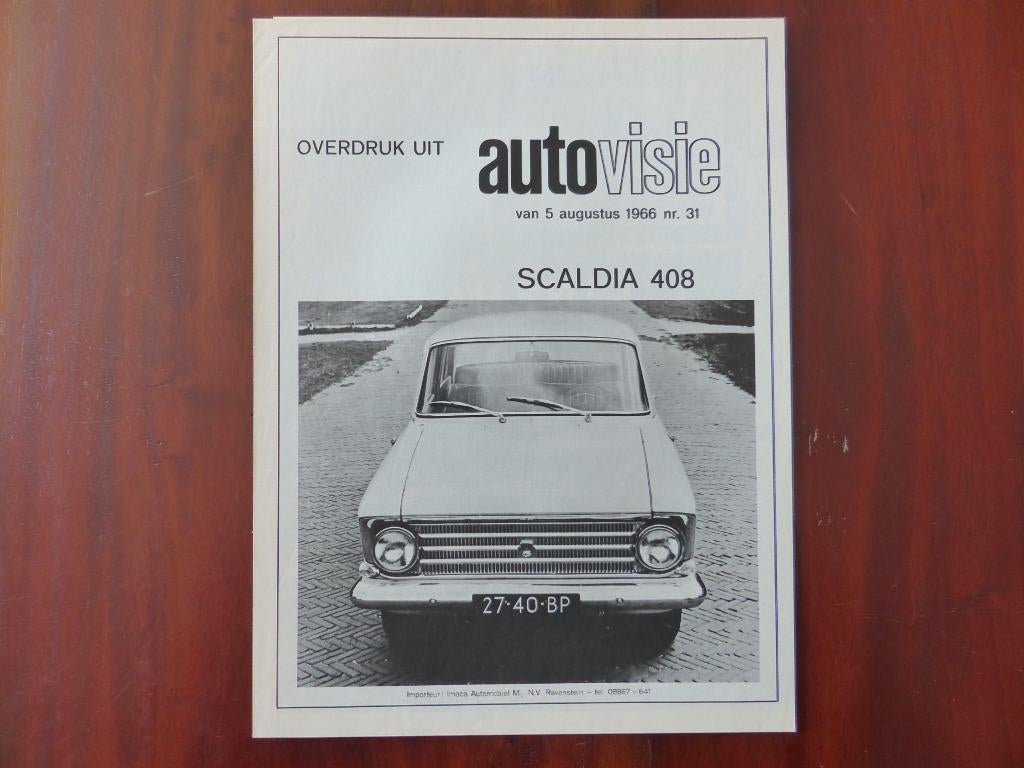 OVERDRUK UIT
autovisie
van 5 augustus 1966 nr. 31
SCALDIA 408
27-40-BP
Importeur: Imoca Automobiel Mij. N.V. Ravenstein - tel. 08867 - 641